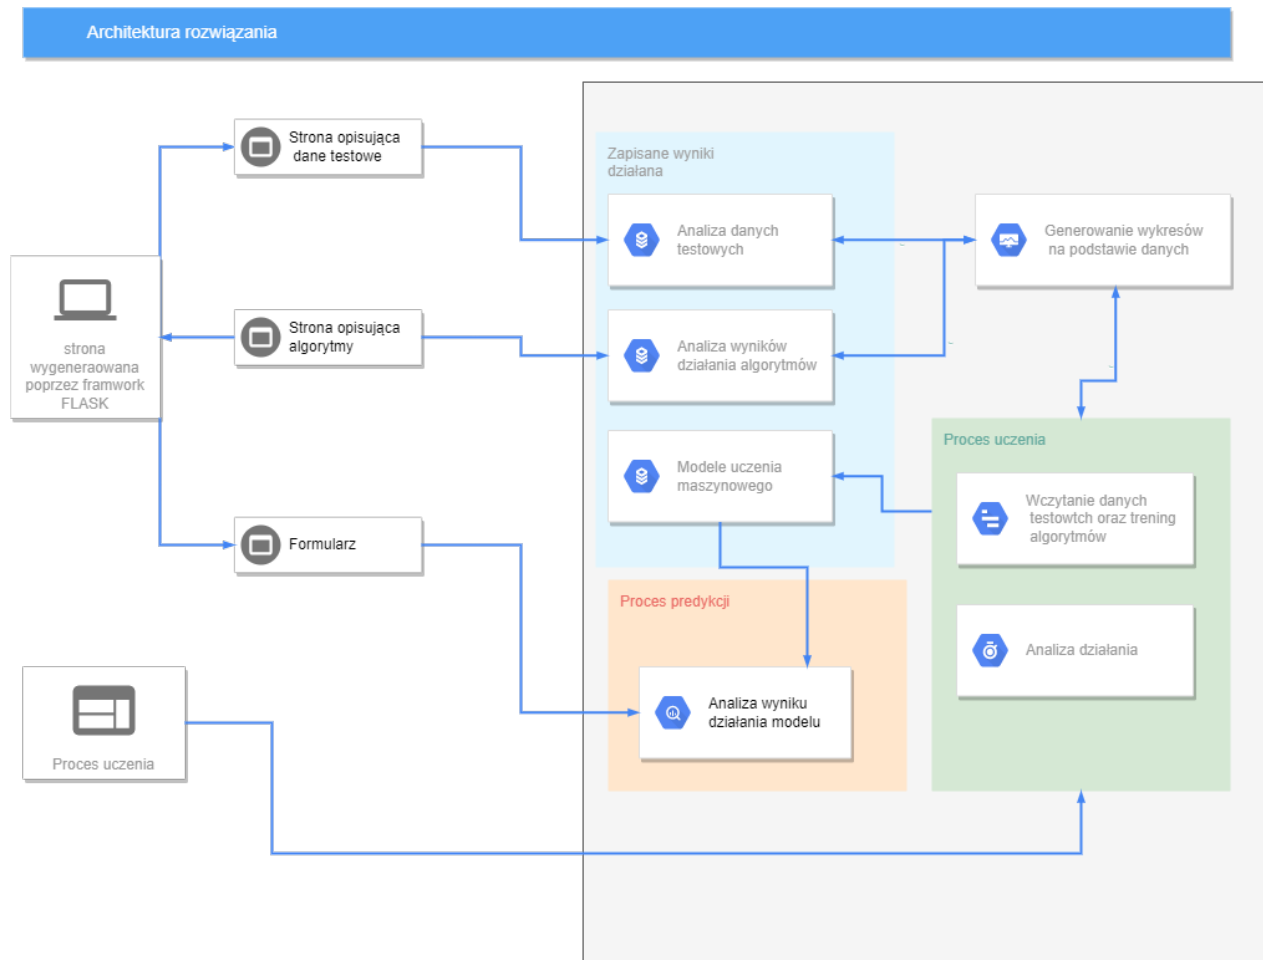 Architektura rozwiązania
Strona opisująca
dane testowe
Zapisane wyniki
działana
Analiza danych
testowych
Generowanie wykresów
na podstawie danych
strona
wygeneraowana
poprzez framwork
FLASK
Strona opisująca
algorytmy
Analiza wyników
działania algorytmów
Proces uczenia
Modele uczenia
maszynowego
Wczytanie danych
testowtch oraz trening
algorytmów
Formularz
Proces predykcji
Analiza działania
Analiza wyniku
działania modelu
Proces uczenia